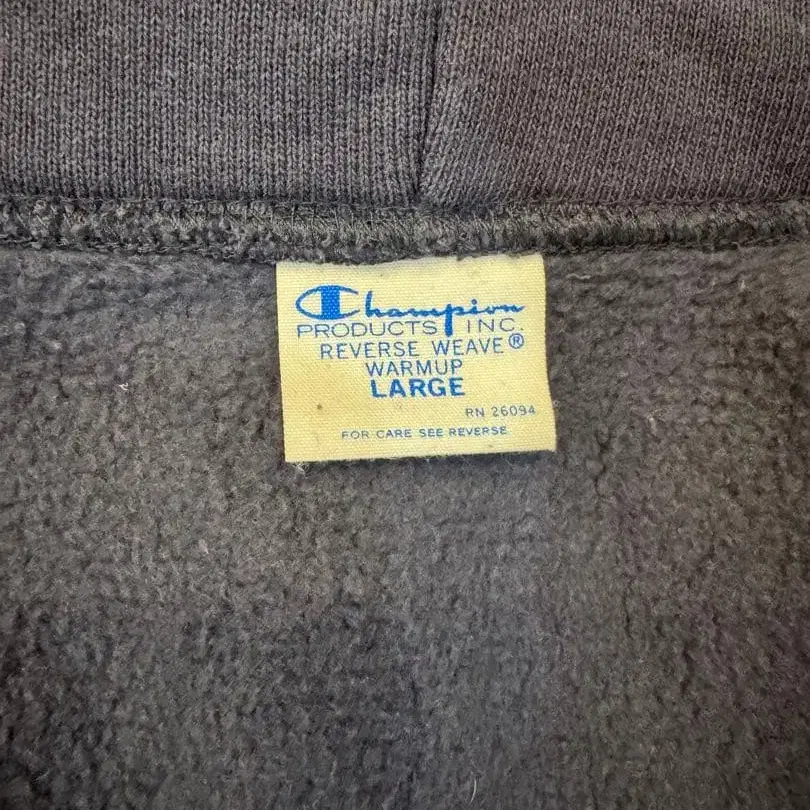 Champion
PRODUCTS INC.
REVERSE WEAVE®
WARMUP
LARGE
RN 26094
FOR CARE SEE REVERSE